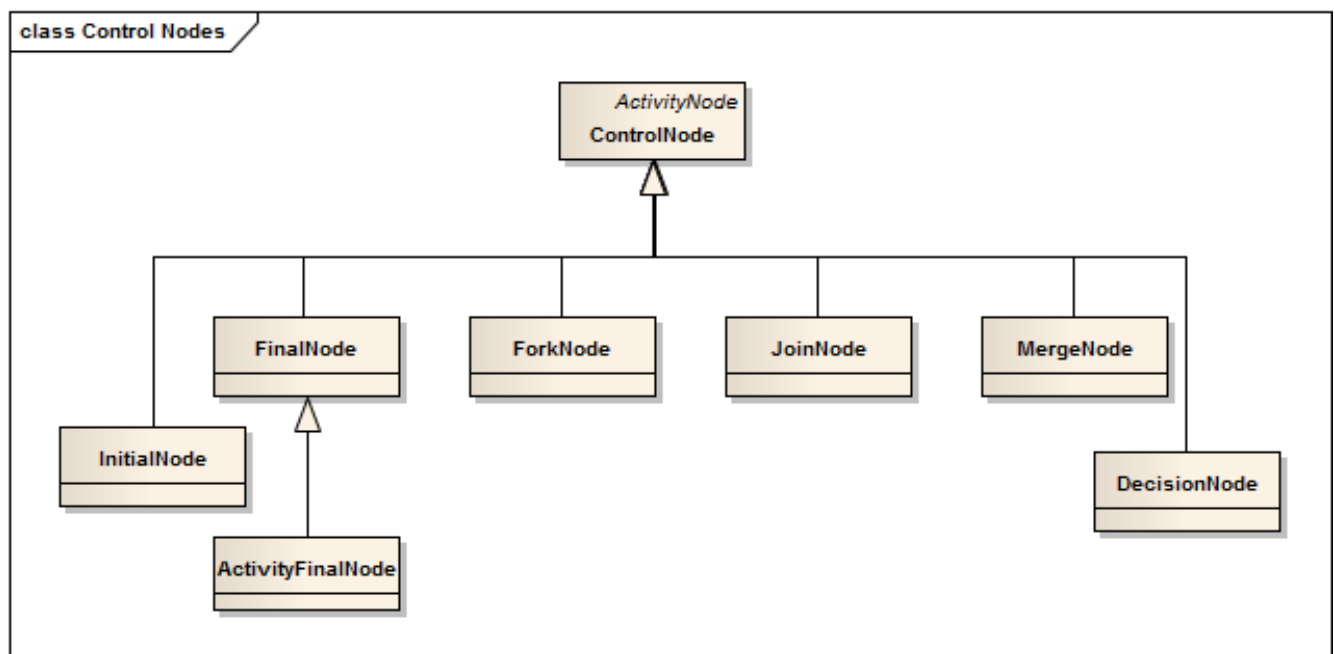 class Control Nodes
ActivityNode
ControlNode
FinalNode
ForkNode
JoinNode
MergeNode
InitialNode
DecisionNode
ActivityFinalNode